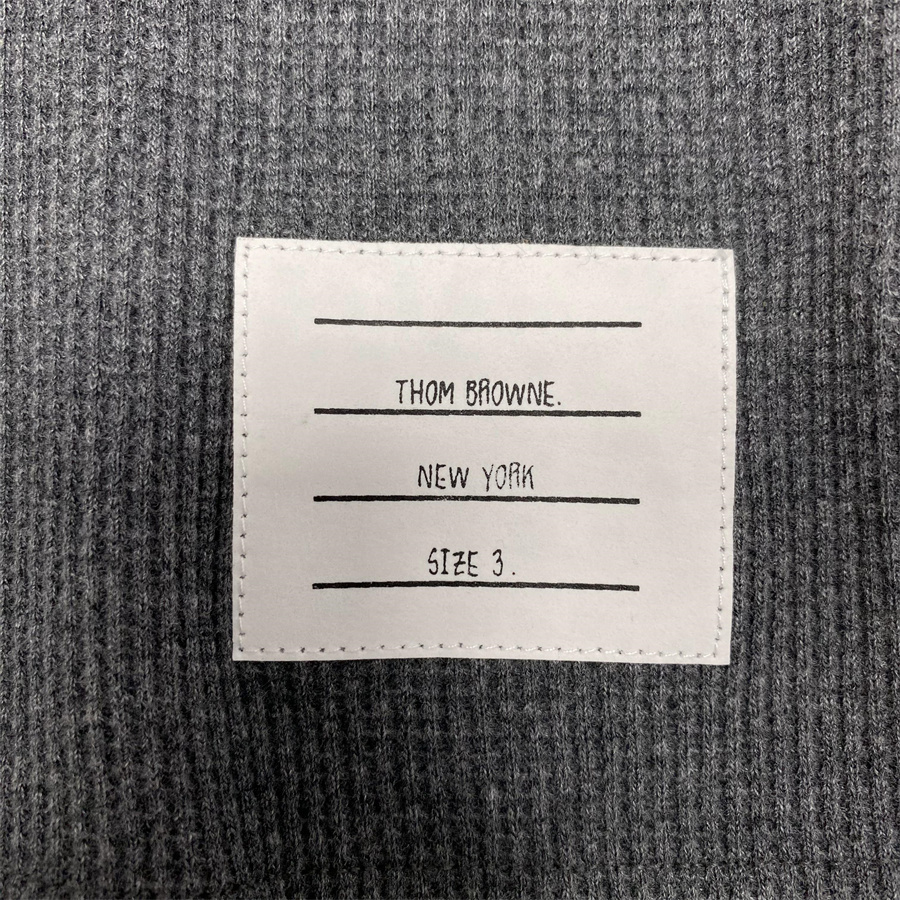 THOM BROWNE.
NEW YORK
SIZE 3.